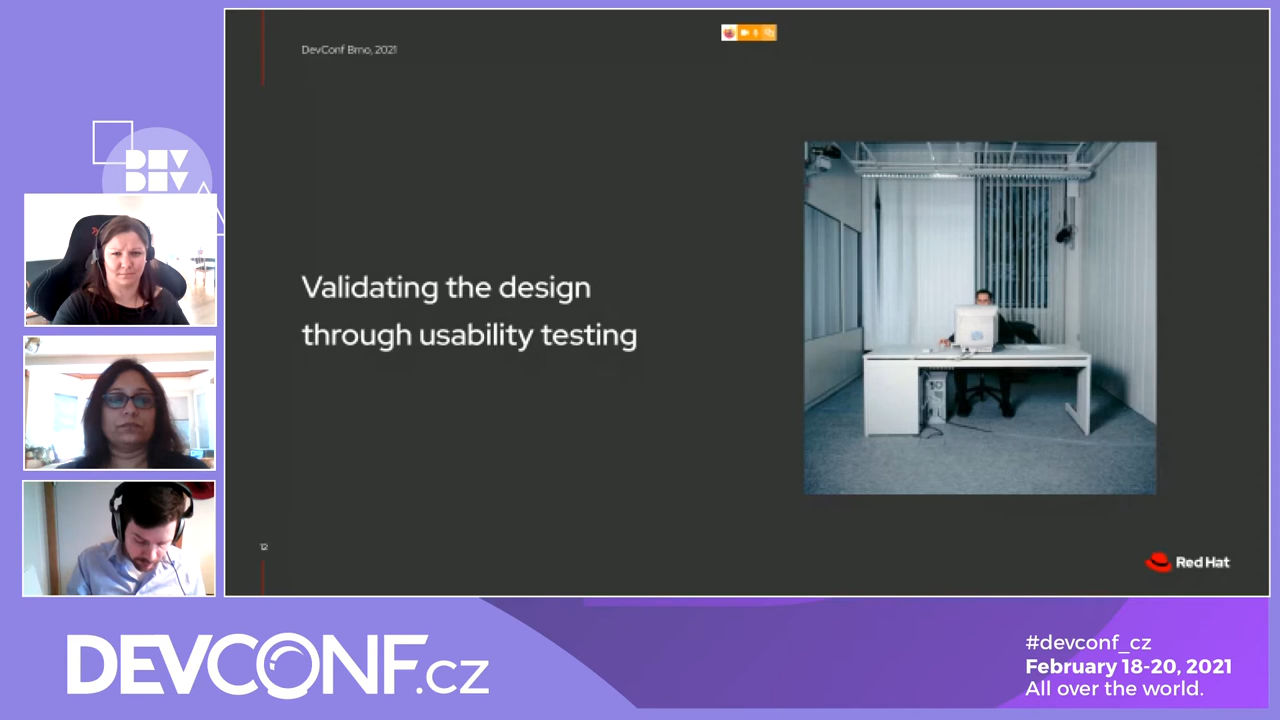 DevConf Brno, 2021
DEV
DEV
Validating the design
through usability testing
12
Red Hat
DEVCONF.cz
#devconf_cz
February 18-20, 2021
All over the world.